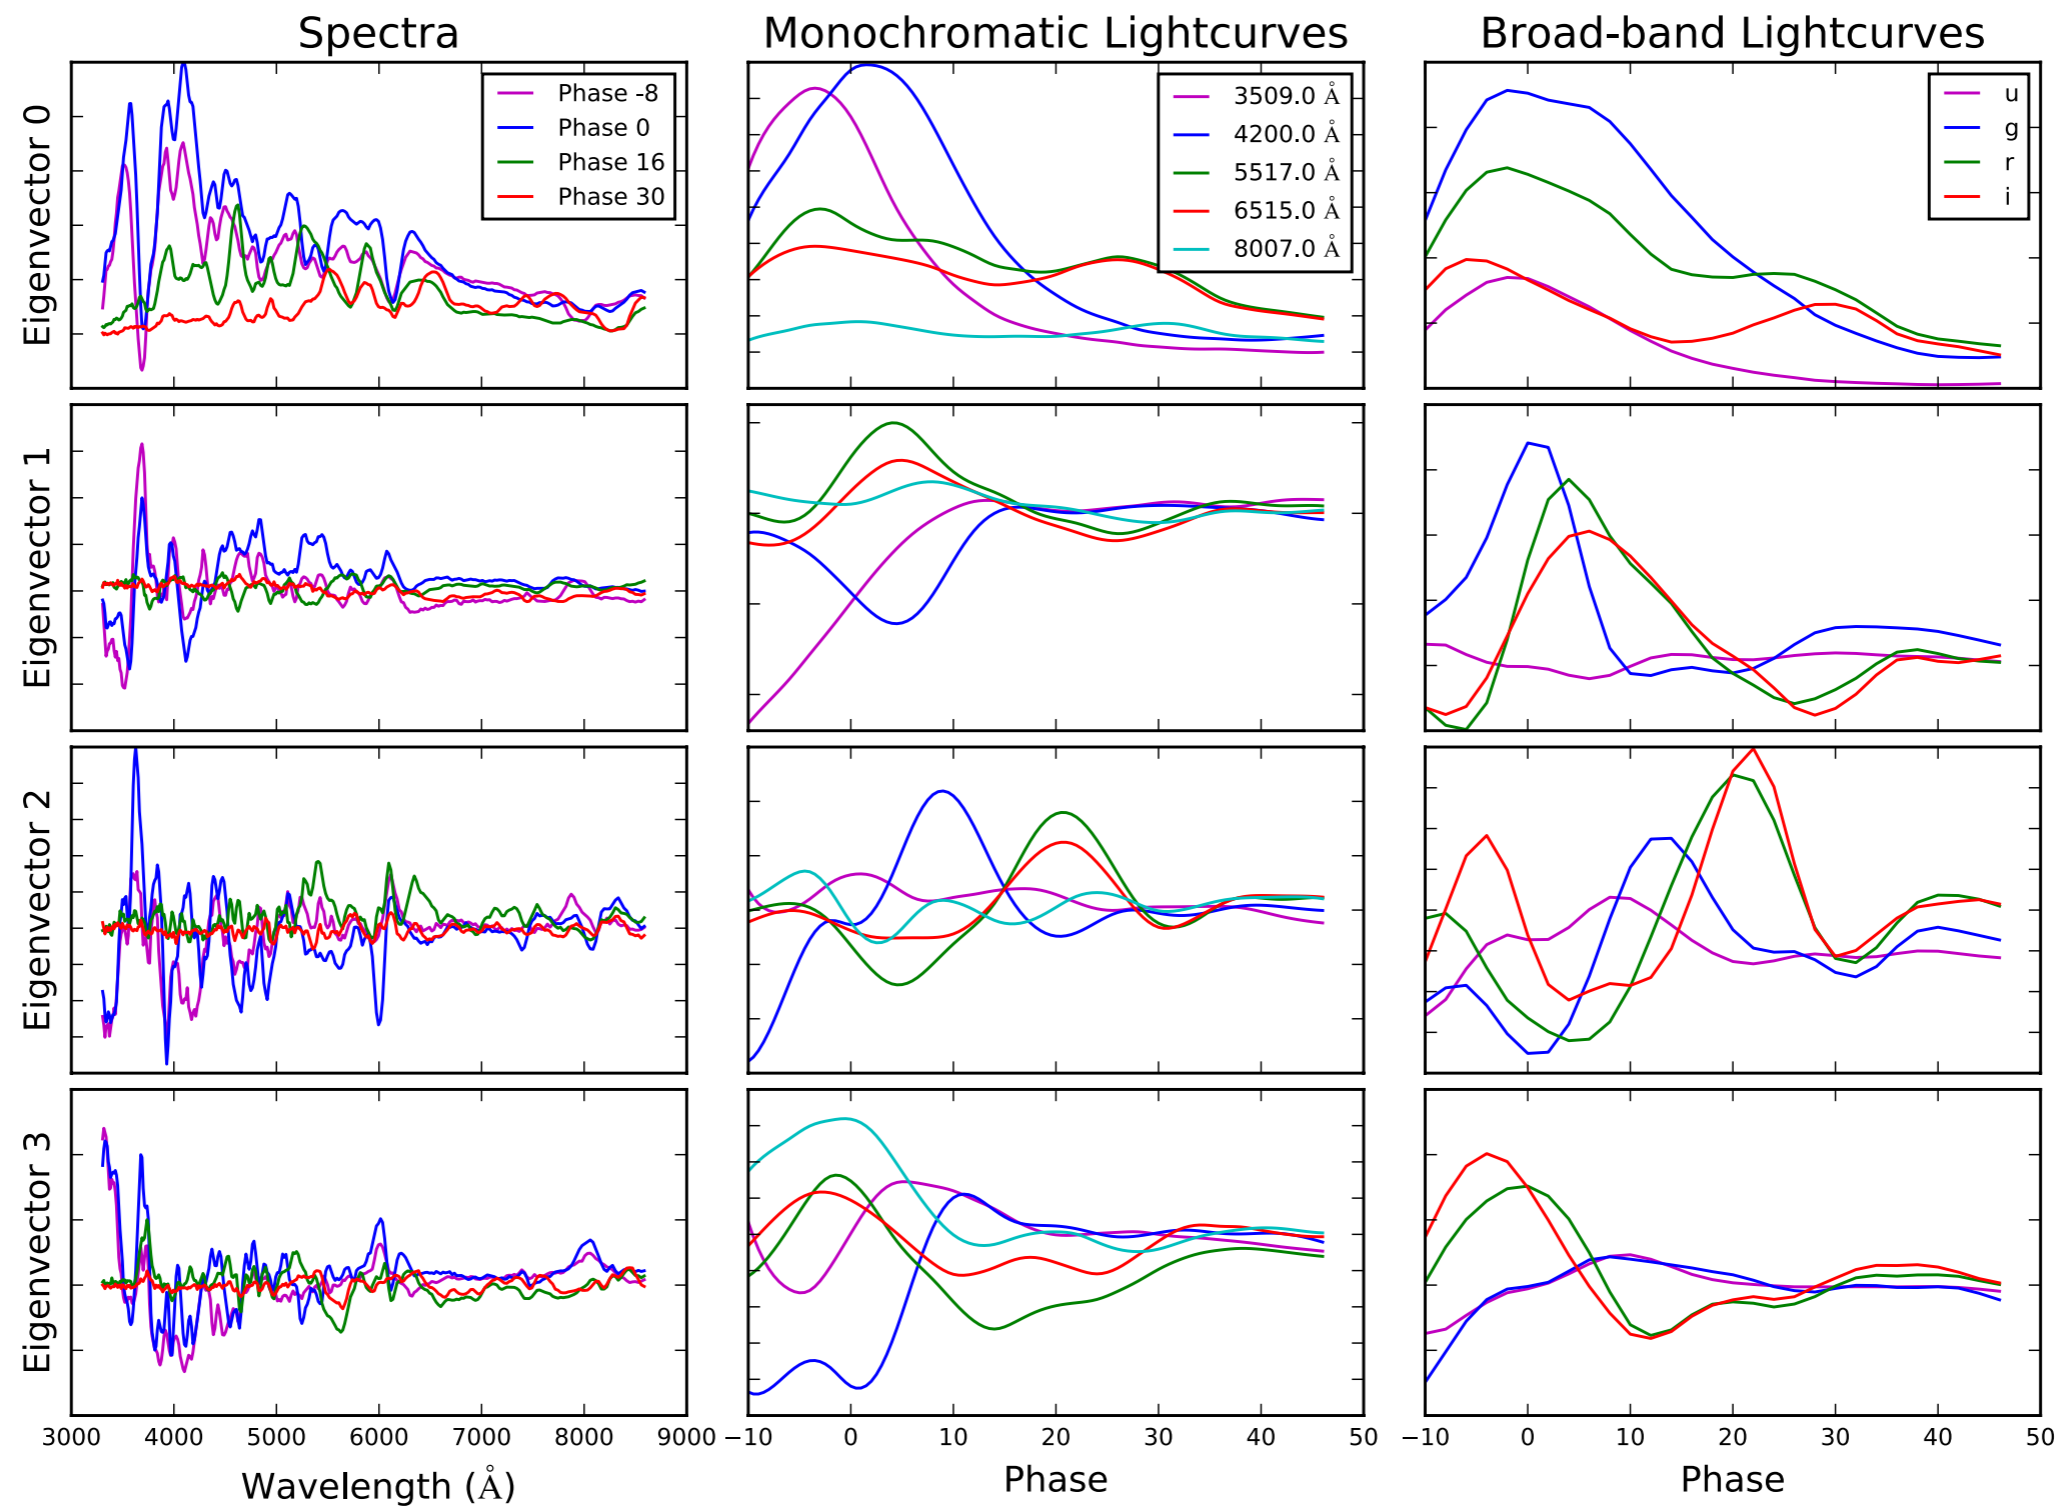 Spectra
Monochromatic Lightcurves
Broad-band Lightcurves
Eigenvector 0
Phase -8
Phase 0
Phase 16
Phase 30
3509.0 Å
4200.0 Å
5517.0 Å
6515.0 Å
8007.0 Å
u
g
r
i
Eigenvector 1
Eigenvector 2
Eigenvector 3
3000 4000 5000 6000 7000 8000 9000
−10 0 10 20 30 40 50
−10 0 10 20 30 40 50
Wavelength (Å)
Phase
Phase